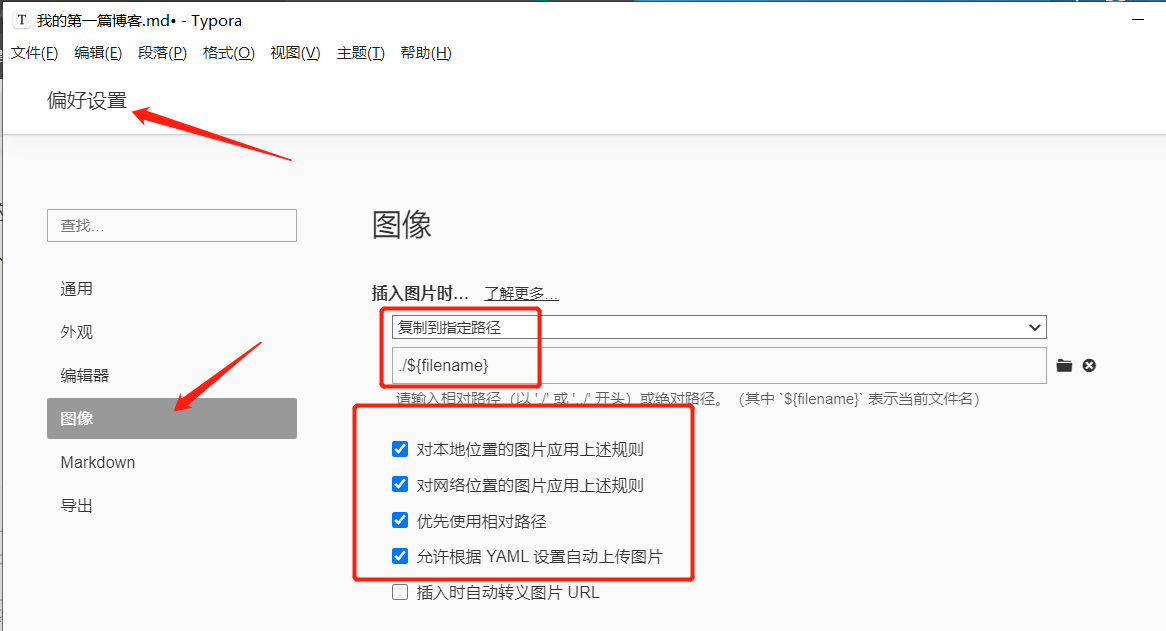 T 我的第一篇博客.md• - Typora
文件(F) 编辑(E) 段落(P) 格式(O) 视图(V) 主题(T) 帮助(H)
偏好设置
查找...
通用
外观
编辑器
图像
Markdown
导出
图像
插入图片时... 了解更多...
复制到指定路径
./${filename}
请输入相对路径（以 './' 或 '../' 开头）或绝对路径。（其中 `${filename}` 表示当前文件名）
对本地位置的图片应用上述规则
对网络位置的图片应用上述规则
优先使用相对路径
允许根据 YAML 设置自动上传图片
插入时自动转义图片 URL